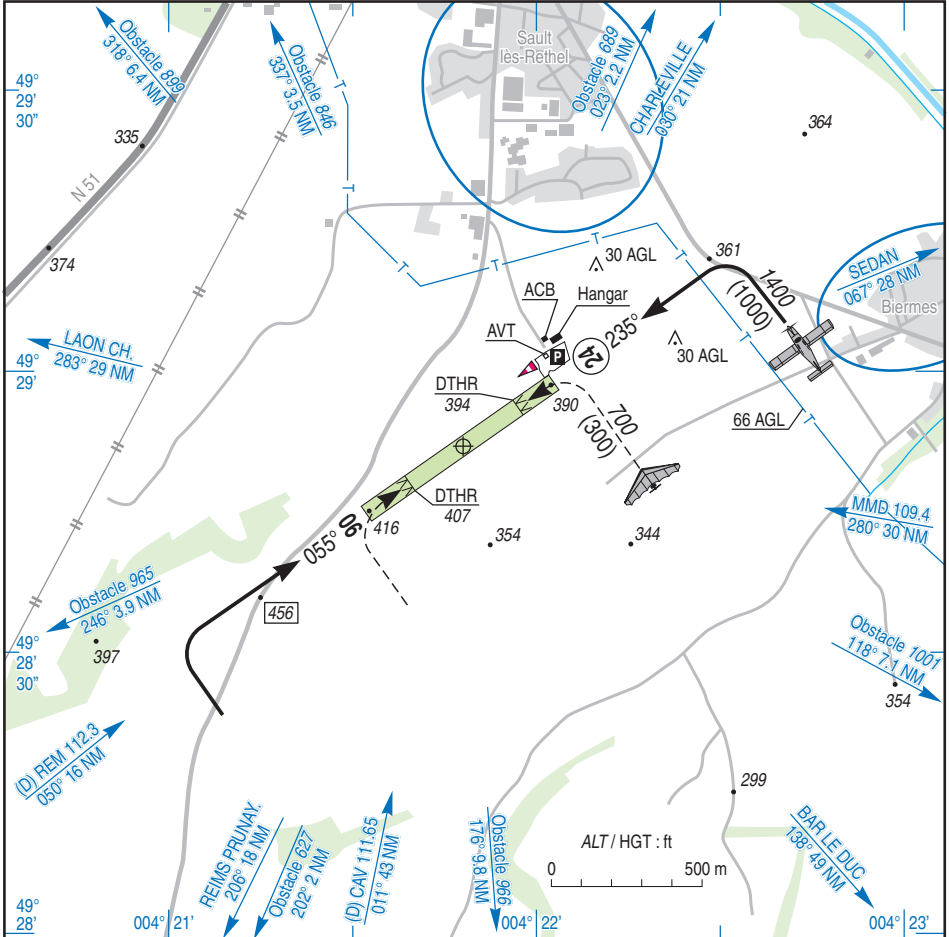 Obstacle 899
318° 6.4 NM
Obstacle 846
337° 3.5 NM
Sault
lès-Rethel
Obstacle 689
023° 2.2 NM
CHARLEVILLE
030° 21 NM
49°
29'
30"
335
N 51
374
364
T
T
T
T
T
T
T
T
T
30 AGL
361
1400
(1000)
SEDAN
067° 28 NM
Biermes
ACB
Hangar
AVT
P
24
235°
30 AGL
LAON CH.
283° 29 NM
49°
29'
DTHR
394
390
700
(300)
66 AGL
DTHR
407
416
06
055°
354
344
MMD 109.4
280° 30 NM
Obstacle 965
246° 3.9 NM
456
397
49°
28'
30"
Obstacle 1001
118° 7.1 NM
354
(D) REM 112.3
050° 16 NM
299
REIMS PRUNAY.
206° 18 NM
Obstacle 627
202° 2 NM
(D) CAV 111.65
011° 43 NM
Obstacle 966
176° 9.8 NM
ALT / HGT : ft
0
500 m
BAR LE DUC
138° 49 NM
49°
28'
004° 21'
004° 22'
004° 23'